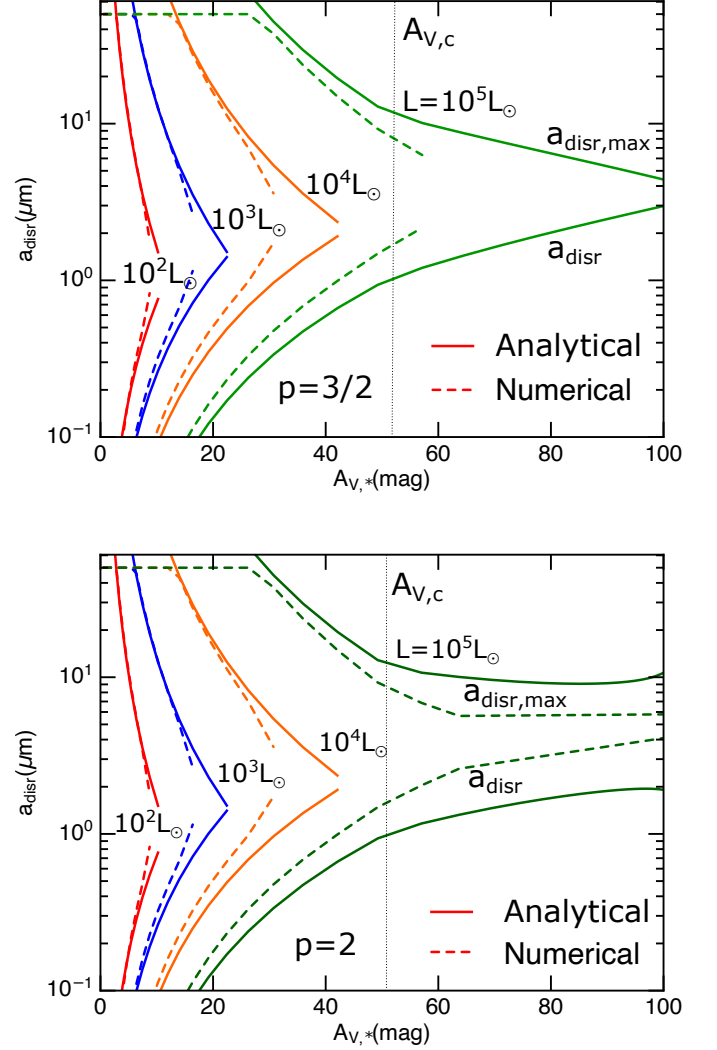 A_{V,c}
L=10^5L_⊙
10^1
a_{disr,max}
10^4L_⊙
10^3L_⊙
a_{disr}(μm)
10^2L_⊙
10^0
a_{disr}
Analytical
p=3/2
Numerical
10^{−1}
0 20 40 60 80 100
A_{V,*}(mag)
A_{V,c}
L=10^5L_⊙
10^1
a_{disr,max}
10^4L_⊙
10^3L_⊙
a_{disr}
a_{disr}(μm)
10^2L_⊙
10^0
Analytical
p=2
Numerical
10^{−1}
0 20 40 60 80 100
A_{V,*}(mag)